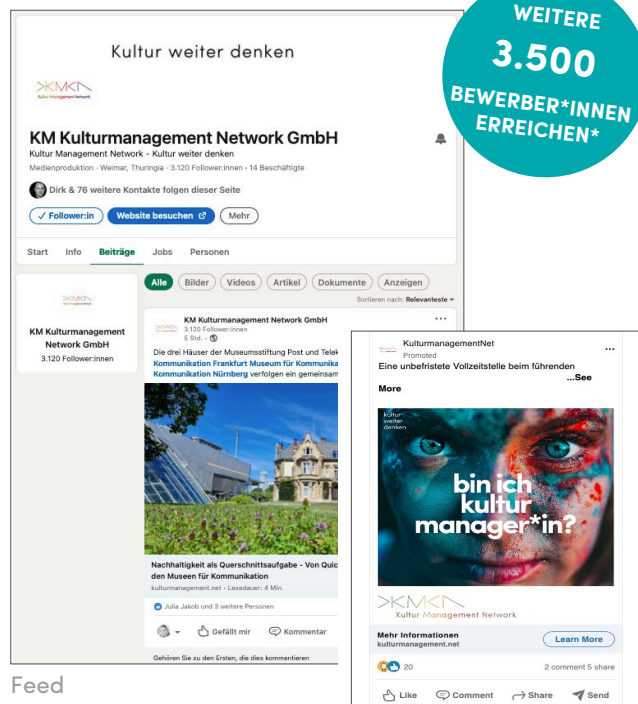 WEITERE
3.500
BEWERBER*INNEN
ERREICHEN*
Kultur weiter denken
KMKN
Kultur Management Network
KM Kulturmanagement Network GmbH
Kultur Management Network - Kultur weiter denken
Medienproduktion · Weimar, Thuringia · 3.120 Follower:innen · 14 Beschäftigte
Dirk & 76 weitere Kontakte folgen dieser Seite
✓ Follower:in
Website besuchen
Mehr
Start Info Beiträge Jobs Personen
Alle Bilder Videos Artikel Dokumente Anzeigen
Sortieren nach: Relevanteste
KM Kulturmanagement
Network GmbH
3.120 Follower:innen
KM Kulturmanagement Network GmbH
3.120 Follower:innen
5 Std. ·
Die drei Häuser der Museumsstiftung Post und Telek
Kommunikation Frankfurt Museum für Kommunika
Kommunikation Nürnberg verfolgen ein gemeinsam
Nachhaltigkeit als Querschnittsaufgabe - Von Quic
den Museen für Kommunikation
kulturmanagement.net · Lesedauer: 4 Min.
Julia Jakob und 3 weitere Personen
Gefällt mir Kommentar
Gehören Sie zu den Ersten, die dies kommentieren
Feed
KulturmanagementNet
Promoted
Eine unbefristete Vollzeitstelle beim führenden
...See
More
kultur
weiter
denken
bin ich
kultur
manager*in?
KMKN
Kultur Management Network
Mehr Informationen
kulturmanagement.net
Learn More
20
2 comment 5 share
Like Comment Share Send